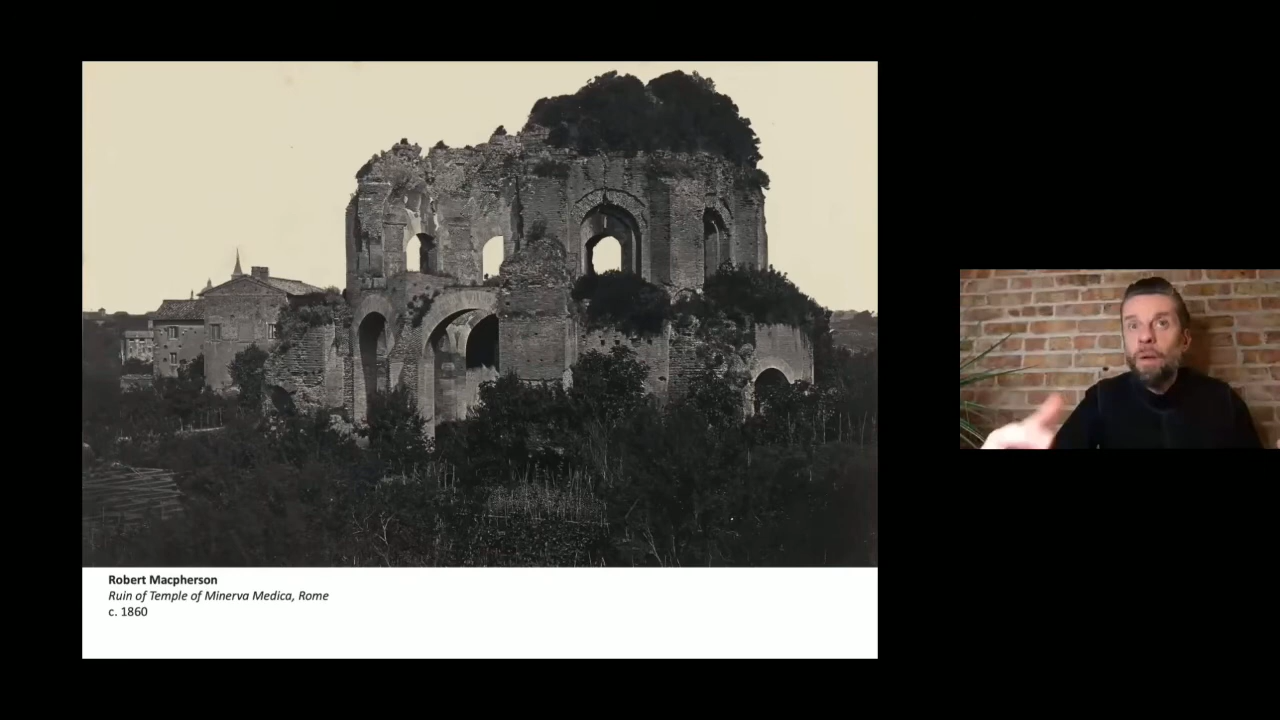 Robert Macpherson
Ruin of Temple of Minerva Medica, Rome
c. 1860